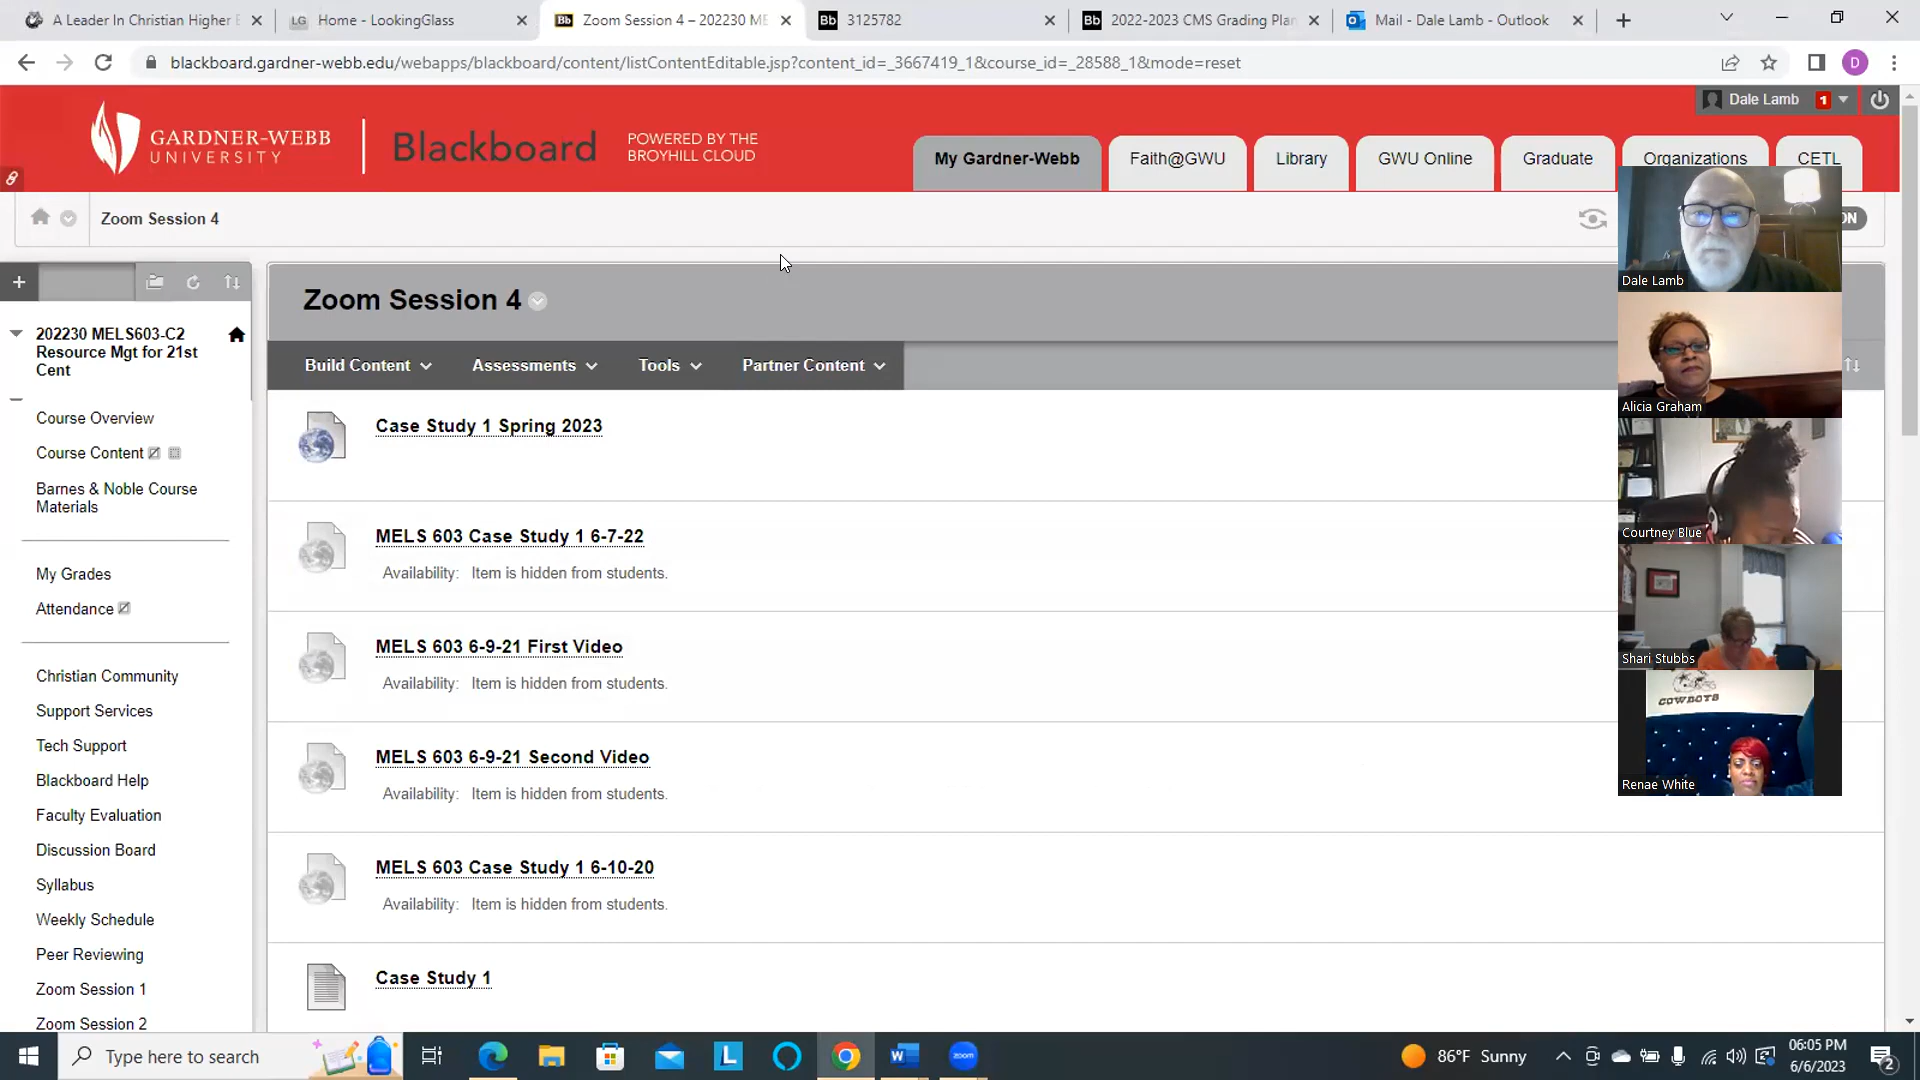 A Leader In Christian Higher E
LG Home - LookingGlass
Bb Zoom Session 4 – 202230 ME
Bb 3125782
Bb 2022-2023 CMS Grading Plan
Mail - Dale Lamb - Outlook
blackboard.gardner-webb.edu/webapps/blackboard/content/listContentEditable.jsp?content_id=_3667419_1&course_id=_28588_1&mode=reset
D
Dale Lamb 1
GARDNER-WEBB
UNIVERSITY
Blackboard
POWERED BY THE
BROYHILL CLOUD
My Gardner-Webb
Faith@GWU
Library
GWU Online
Graduate
Organizations
CETL
Zoom Session 4
ON
Zoom Session 4
202230 MELS603-C2
Resource Mgt for 21st
Cent
Course Overview
Course Content
Barnes & Noble Course
Materials
My Grades
Attendance
Christian Community
Support Services
Tech Support
Blackboard Help
Faculty Evaluation
Discussion Board
Syllabus
Weekly Schedule
Peer Reviewing
Zoom Session 1
Zoom Session 2
Build Content
Assessments
Tools
Partner Content
Case Study 1 Spring 2023
MELS 603 Case Study 1 6-7-22
Availability: Item is hidden from students.
MELS 603 6-9-21 First Video
Availability: Item is hidden from students.
MELS 603 6-9-21 Second Video
Availability: Item is hidden from students.
MELS 603 Case Study 1 6-10-20
Availability: Item is hidden from students.
Case Study 1
Dale Lamb
Alicia Graham
Courtney Blue
Shari Stubbs
COWBOYS
Renae White
Type here to search
L
W
zoom
86°F Sunny
06:05 PM
6/6/2023
2